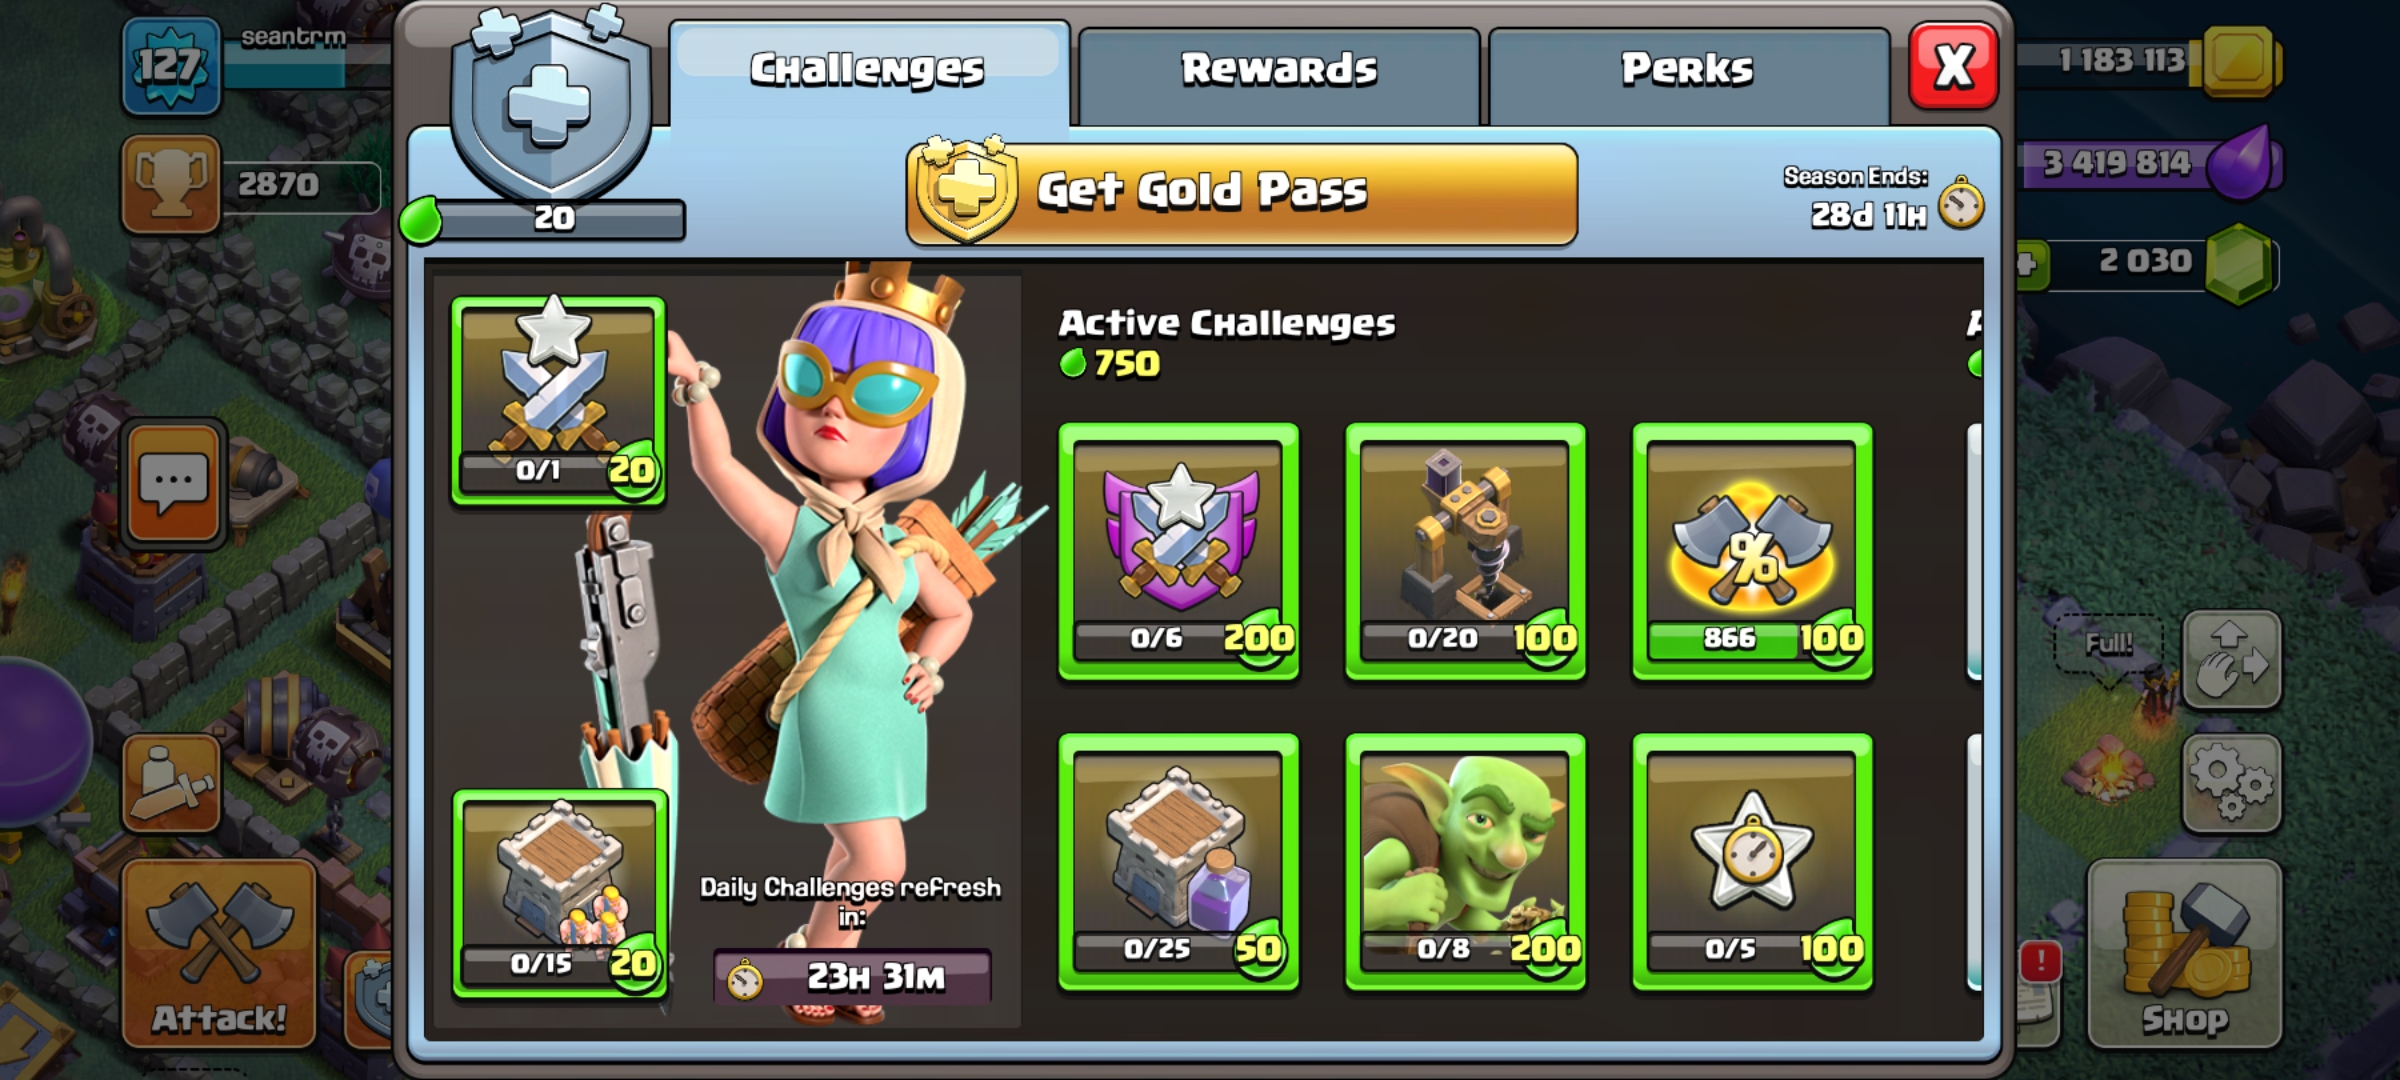 127
seantrm
2870
Challenges
Rewards
Perks
X
20
Get Gold Pass
Season Ends:
28d 11H
1 183 113
3 419 814
2 030
0/1
20
0/15
20
Daily Challenges refresh
in:
23H 31M
Active Challenges
750
0/6
200
0/20
100
%
866
100
0/25
50
0/8
200
0/5
100
Full!
Attack!
!
Shop